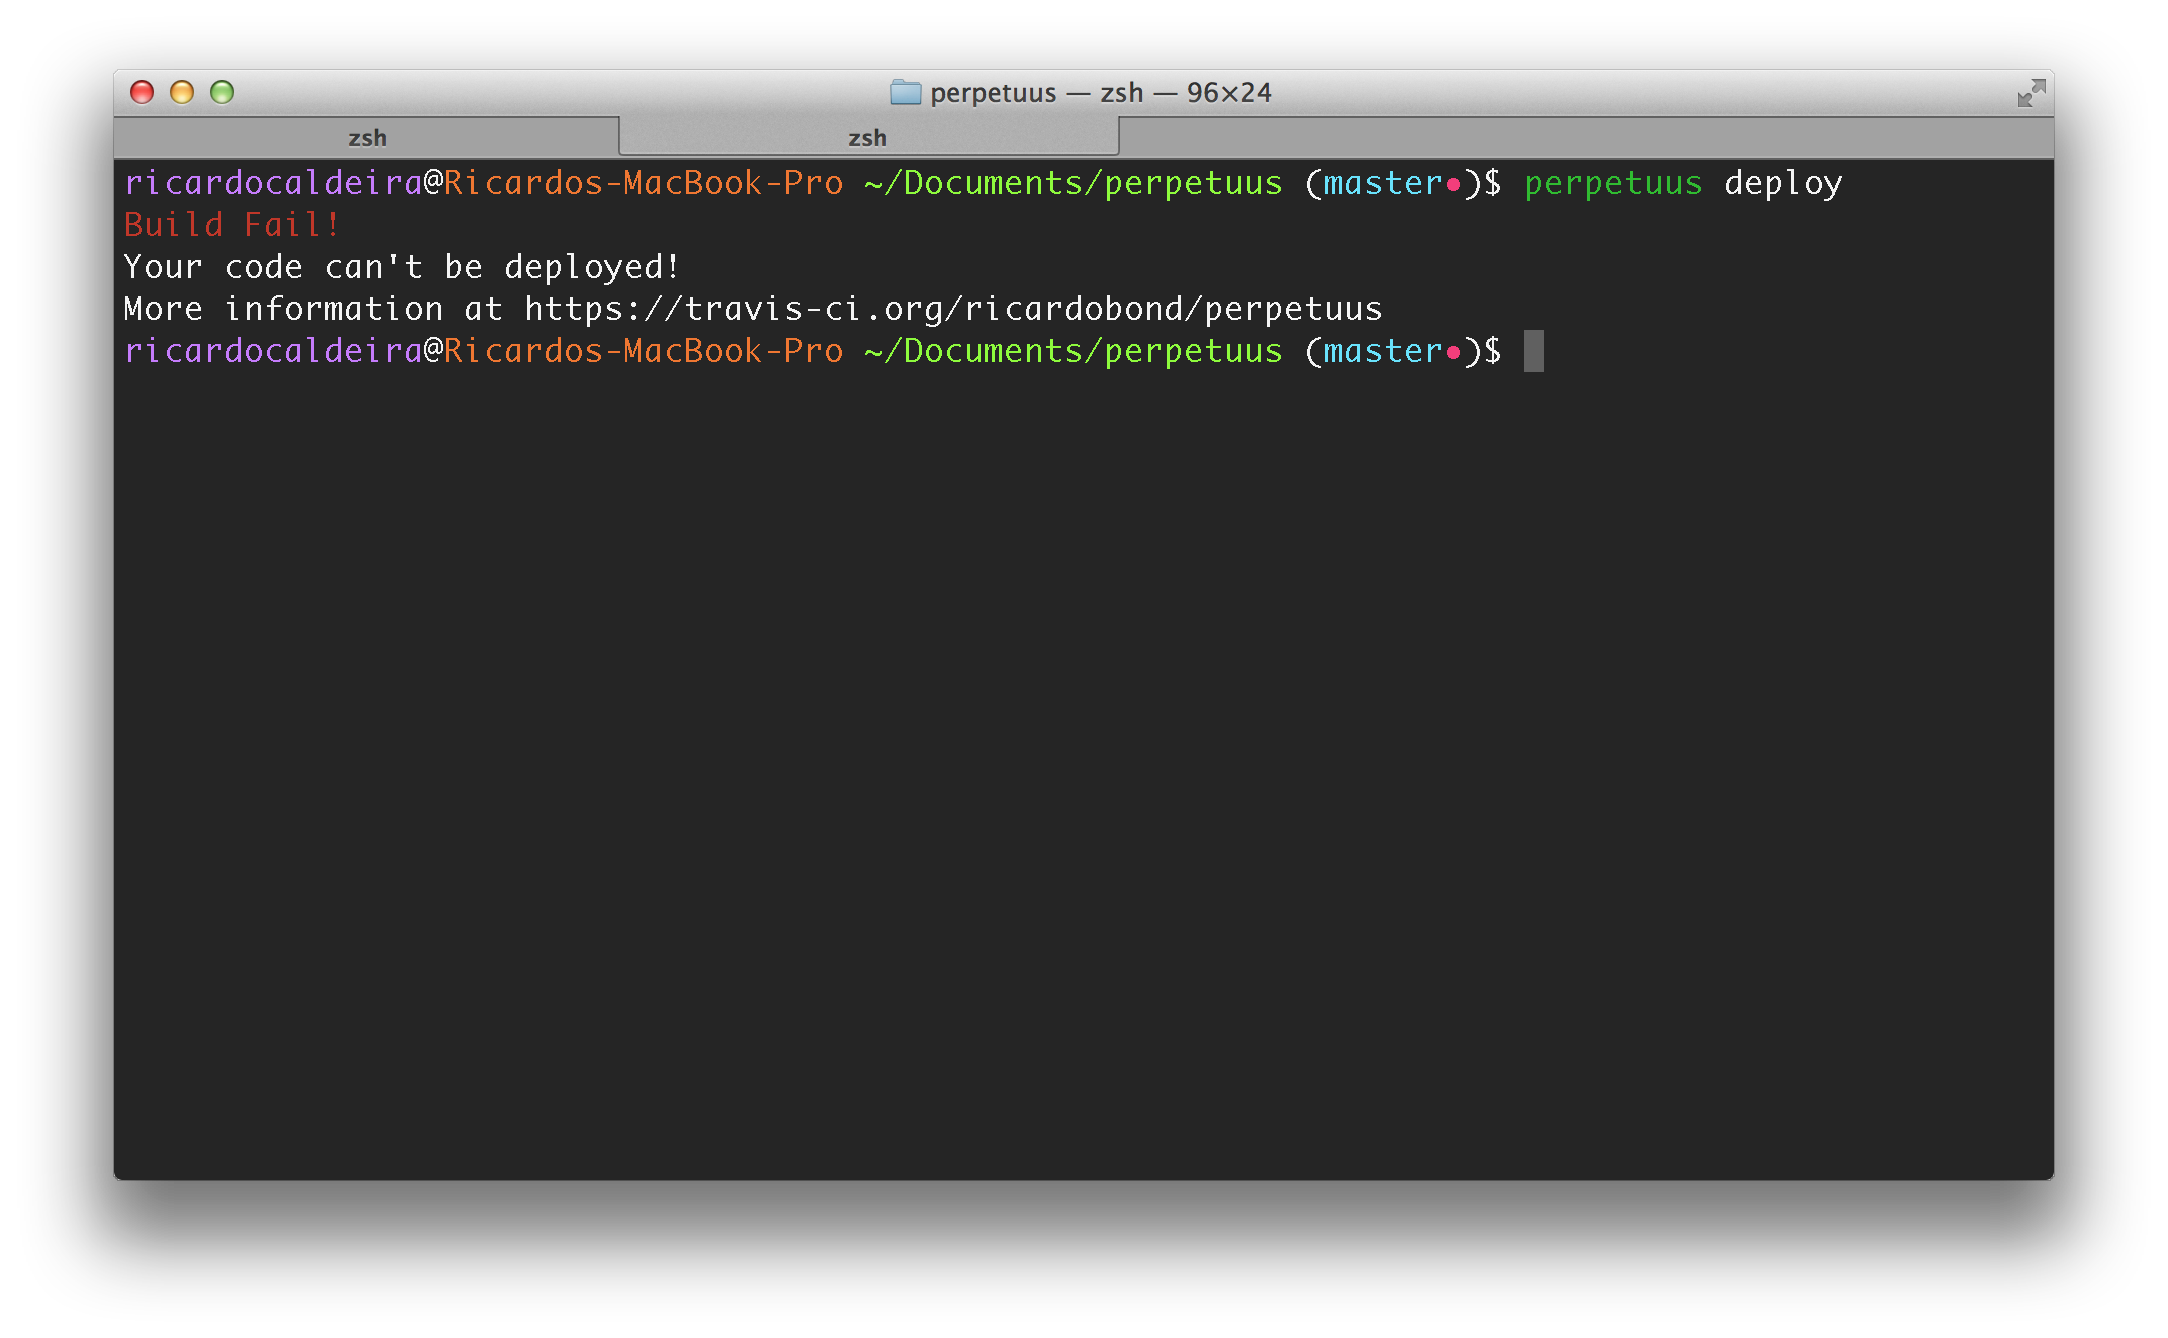 perpetuus — zsh — 96×24
zsh zsh
ricardocaldeira@Ricardos-MacBook-Pro ~/Documents/perpetuus (master•)$ perpetuus deploy
Build Fail!
Your code can't be deployed!
More information at https://travis-ci.org/ricardobond/perpetuus
ricardocaldeira@Ricardos-MacBook-Pro ~/Documents/perpetuus (master•)$